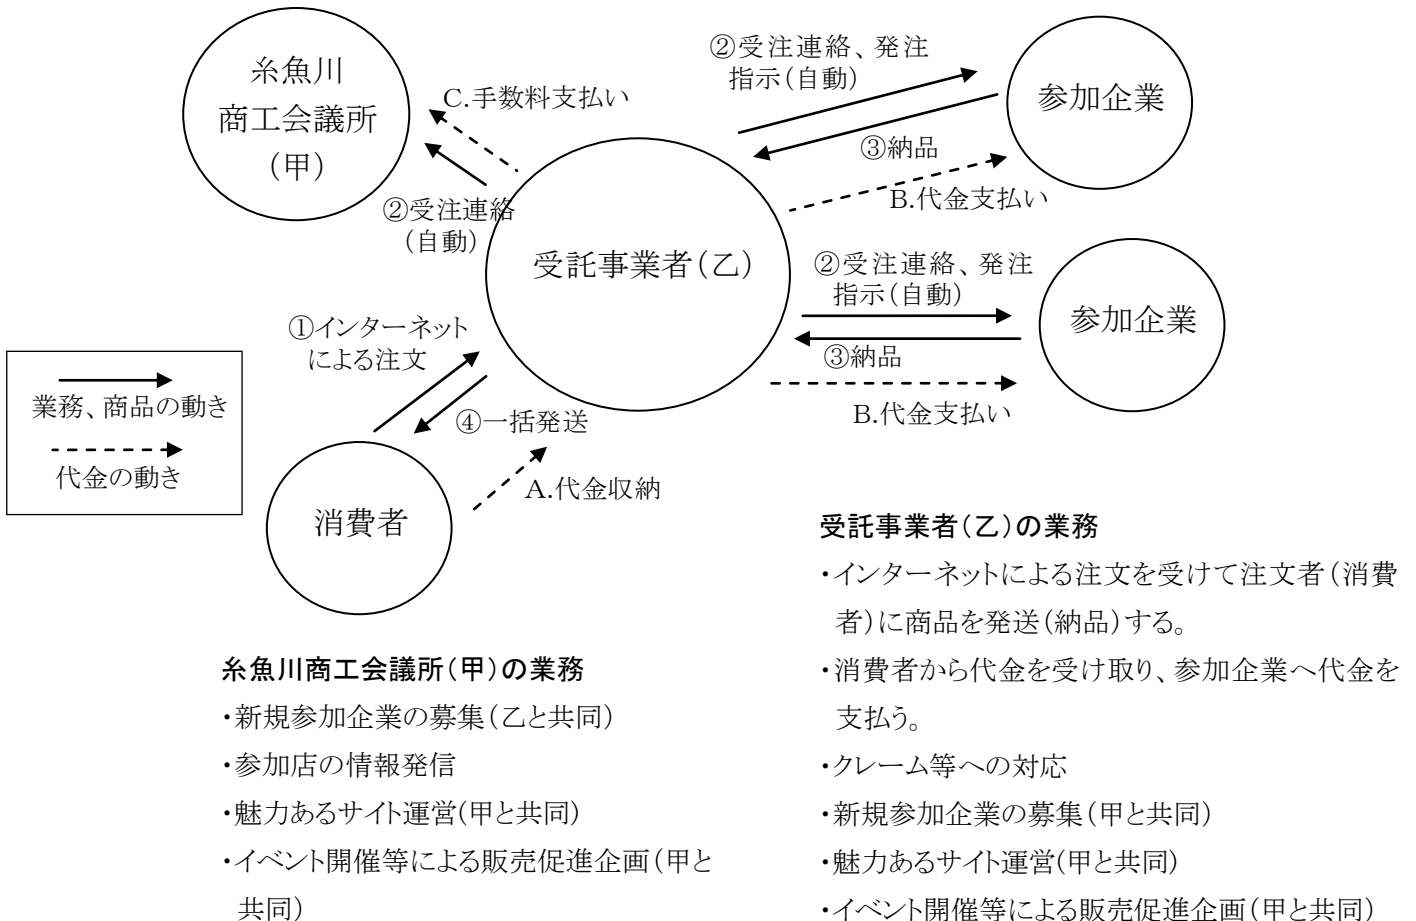 糸魚川
商工会議所
(甲)
C.手数料支払い
②受注連絡
(自動)
②受注連絡、発注
指示(自動)
③納品
B.代金支払い
参加企業
受託事業者(乙)
②受注連絡、発注
指示(自動)
③納品
B.代金支払い
参加企業
①インターネット
による注文
④一括発送
A.代金収納
消費者
業務、商品の動き
代金の動き
糸魚川商工会議所(甲)の業務
・新規参加企業の募集(乙と共同)
・参加店の情報発信
・魅力あるサイト運営(甲と共同)
・イベント開催等による販売促進企画(甲と
共同)
受託事業者(乙)の業務
・インターネットによる注文を受けて注文者(消費
者)に商品を発送(納品)する。
・消費者から代金を受け取り、参加企業へ代金を
支払う。
・クレーム等への対応
・新規参加企業の募集(甲と共同)
・魅力あるサイト運営(甲と共同)
・イベント開催等による販売促進企画(甲と共同)